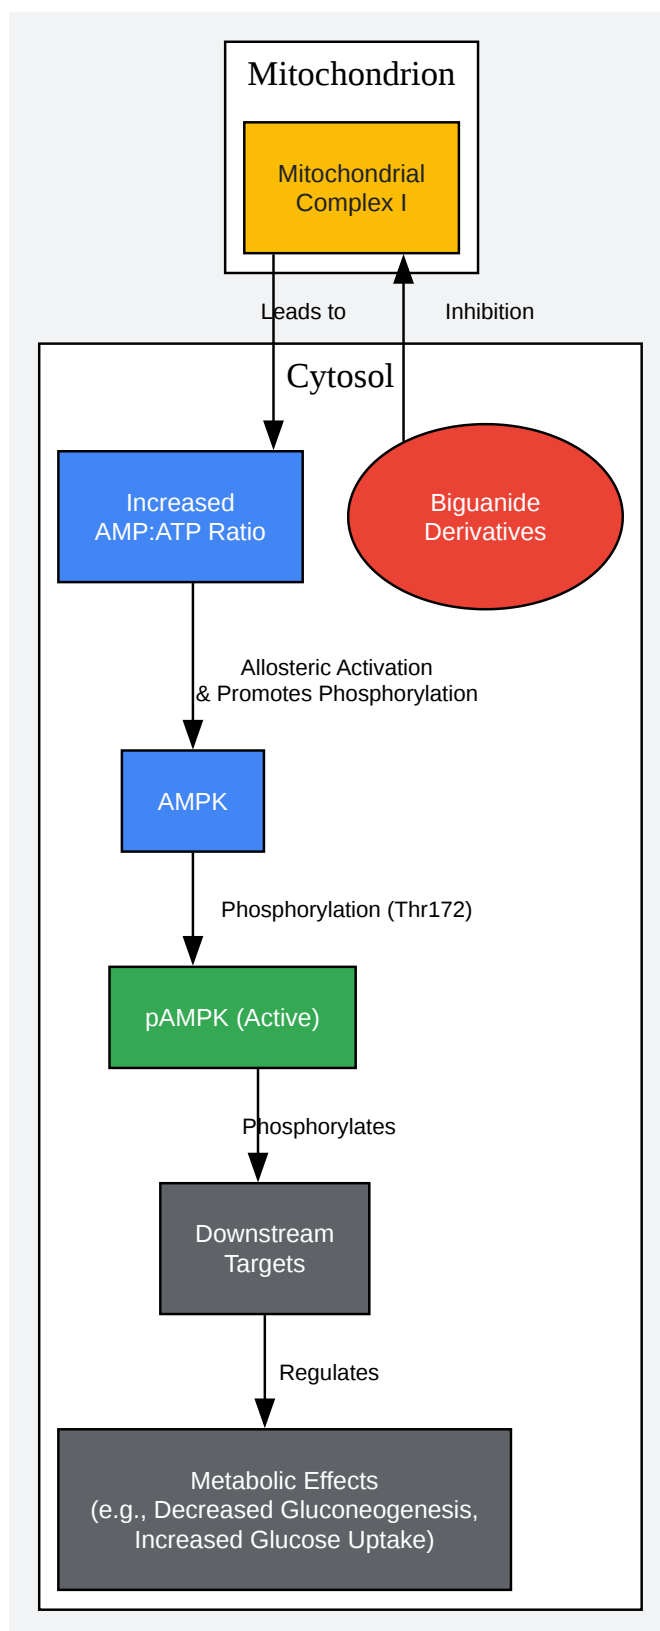 Mitochondrion
Mitochondrial
Complex I
Leads to
Inhibition
Cytosol
Increased
AMP:ATP Ratio
Biguanide
Derivatives
Allosteric Activation
& Promotes Phosphorylation
AMPK
Phosphorylation (Thr172)
pAMPK (Active)
Phosphorylates
Downstream
Targets
Regulates
Metabolic Effects
(e.g., Decreased Gluconeogenesis,
Increased Glucose Uptake)